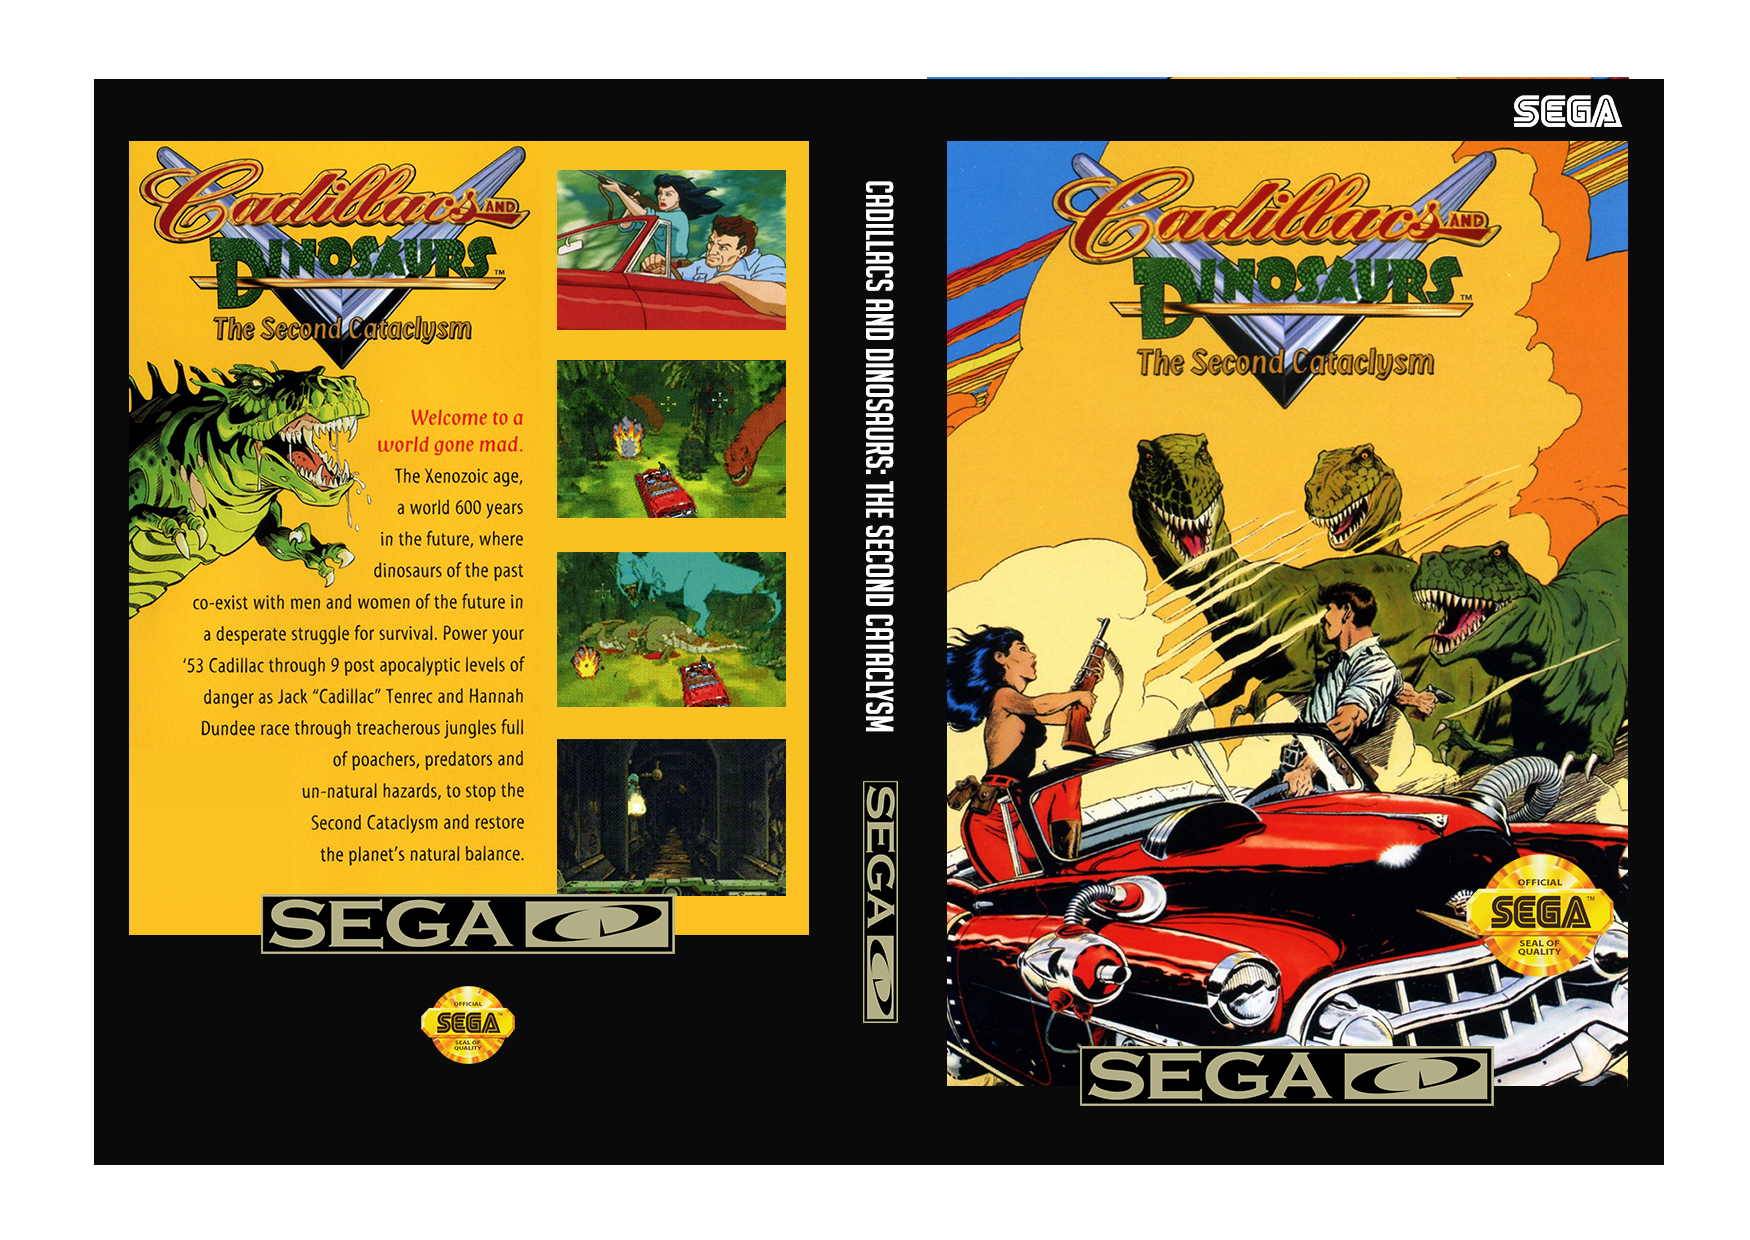 Cadillacs AND
DINOSAURS™
The Second Cataclysm
Welcome to a
world gone mad.
The Xenozoic age,
a world 600 years
in the future, where
dinosaurs of the past
co-exist with men and women of the future in
a desperate struggle for survival. Power your
'53 Cadillac through 9 post apocalyptic levels of
danger as Jack “Cadillac” Tenrec and Hannah
Dundee race through treacherous jungles full
of poachers, predators and
un-natural hazards, to stop the
Second Cataclysm and restore
the planet's natural balance.
SEGA CD
OFFICIAL
SEGA™
SEAL OF
QUALITY
CADILLACS AND DINOSAURS: THE SECOND CATACLYSM
SEGA CD
SEGA
Cadillacs AND
DINOSAURS™
The Second Cataclysm
OFFICIAL
SEGA™
SEAL OF
QUALITY
SEGA CD